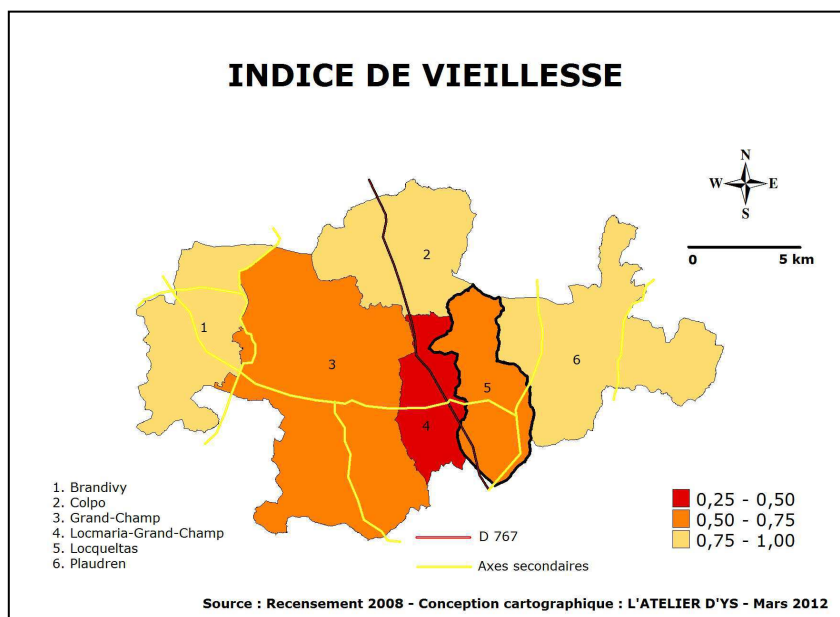 INDICE DE VIEILLESSE
N
W E
S
0 5 km
2
1
3
6
5
4
1. Brandivy
2. Colpo
3. Grand-Champ
4. Locmaria-Grand-Champ
5. Locqueltas
6. Plaudren
D 767
Axes secondaires
0,25 - 0,50
0,50 - 0,75
0,75 - 1,00
Source : Recensement 2008 - Conception cartographique : L'ATELIER D'YS - Mars 2012